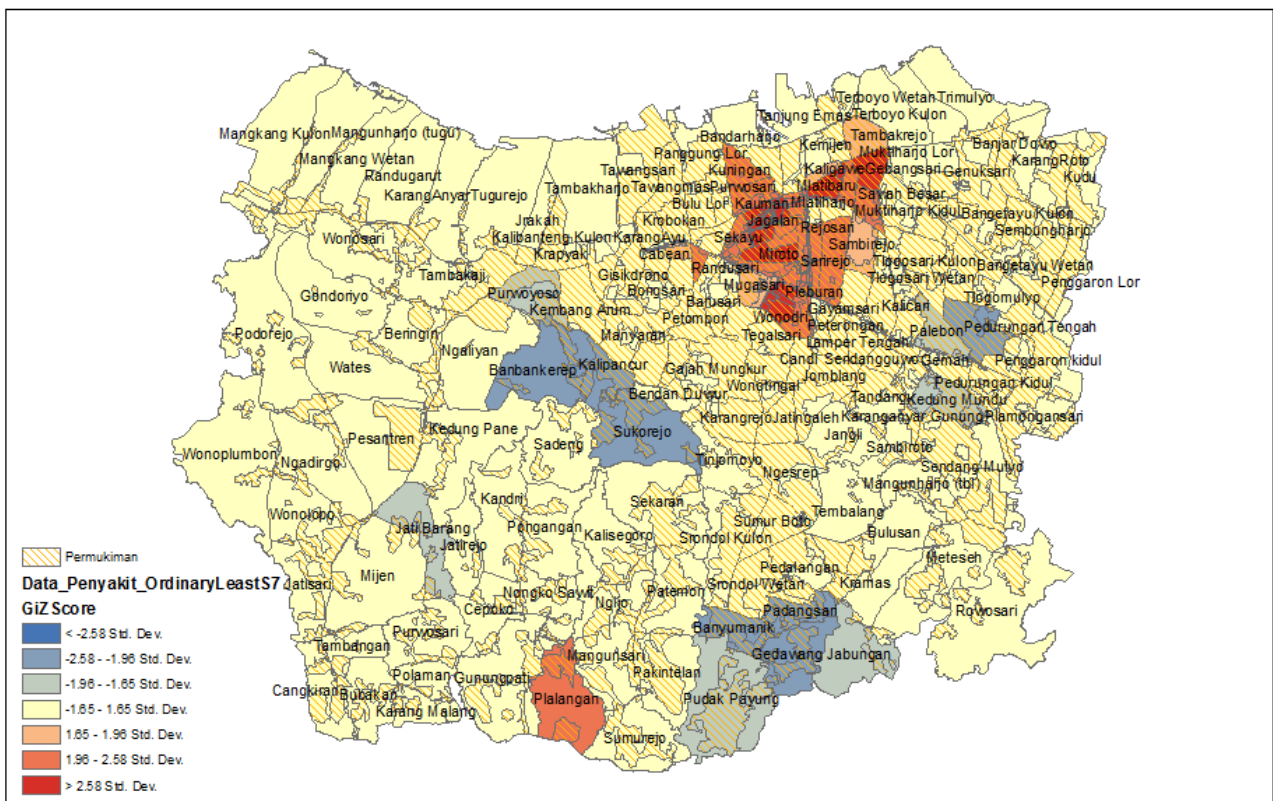 Terboyo Wetan Trimulyo
Terboyo Kulon
Tanjung Emas
Mangkang Kulon
Mangunharjo (tugu)
Bandarharjo
Kemijen
Tambakrejo
Banjar Dowo
Mangkang Wetan
Panggung Lor
Muktiharjo Lor
KarangRoto
Randugarut
Tawangsari
Kuningan
Kaligawe
Gebangsari
Genuksari
Kudu
KarangAnyar
Tugurejo
Tambakharjo
Tawangmas
Purwosari
Mlatibaru
Sawah Besar
Bulu Lor
Kauman
Mlatiharjo
Muktiharjo Kidul
Bangetayu Kulon
Jrakah
Krobokan
Jagalan
Rejosari
Sembungharjo
Wonosari
Kalibanteng Kulon
KarangAyu
Sekayu
Sambirejo
Krapyak
Cabean
Miroto
Sarirejo
Tlogosari Kulon
Bangetayu Wetan
Tambakaji
Gisikdrono
Randusari
Tlogosari Wetan
Penggaron Lor
Gondoriyo
Purwoyoso
Bongsari
Mugasari
Pleburan
Kalicari
Tlogomulyo
Kembang Arum
Barusari
Gayamsari
Podorejo
Beringin
Petompon
Wonodri
Peterongan
Palebon
Pedurungan Tengah
Ngaliyan
Manyaran
Tegalsari
Lamper Tengah
Wates
Banbankerep
Kalipancur
Gajah Mungkur
Candi
Sendangguwo
Gemah
Penggaron kidul
Wonotingal
Jomblang
Pedurungan Kidul
Bendan Duwur
Tandang
Kedung Mundu
Karangrejo
Jatingaleh
Karanganyar Gunung
Plamongansari
Kedung Pane
Sukorejo
Jangli
Pesantren
Sadeng
Sambiroto
Wonoplumbon
Ngadirgo
Tinjomoyo
Ngesrep
Sendang Mulyo
Mangunharjo (tbl)
Kandri
Sekaran
Wonolopo
Sumur Boto
Tembalang
Jati Barang
Pongangan
Kalisegoro
Srondol Kulon
Bulusan
Jatirejo
Meteseh
Permukiman
Pedalangan
Data_Penyakit_OrdinaryLeastS7
Jatisari
Mijen
Nongko Sawit
Patemon
Srondol Wetan
Kramas
GiZ Score
Cepoko
Ngijo
Padangsan
Rowosari
< -2.58 Std. Dev.
Purwosari
Banyumanik
-2.58 - -1.96 Std. Dev.
Tambangan
Mangunsari
Gedawang
Jabungan
Polaman
Gunungpati
Pakintelan
-1.96 - -1.65 Std. Dev.
Cangkiran
Bubakan
Plalangan
Pudak Payung
-1.65 - 1.65 Std. Dev.
Karang Malang
1.65 - 1.96 Std. Dev.
Sumurejo
1.96 - 2.58 Std. Dev.
> 2.58 Std. Dev.